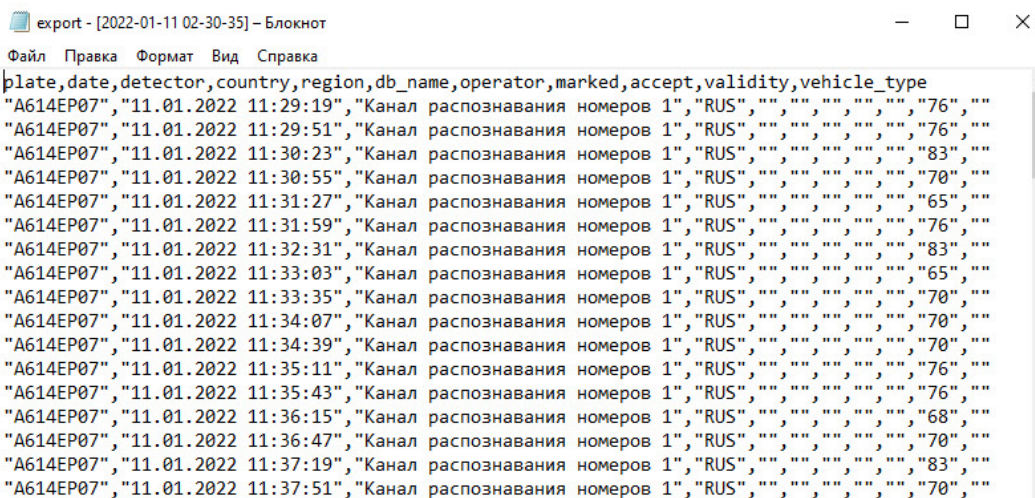 export - [2022-01-11 02-30-35] – Блокнот
Файл Правка Формат Вид Справка
plate,date,detector,country,region,db_name,operator,marked,accept,validity,vehicle_type
"A614EP07","11.01.2022 11:29:19","Канал распознавания номеров 1","RUS","","","","","","76",""
"A614EP07","11.01.2022 11:29:51","Канал распознавания номеров 1","RUS","","","","","","76",""
"A614EP07","11.01.2022 11:30:23","Канал распознавания номеров 1","RUS","","","","","","83",""
"A614EP07","11.01.2022 11:30:55","Канал распознавания номеров 1","RUS","","","","","","70",""
"A614EP07","11.01.2022 11:31:27","Канал распознавания номеров 1","RUS","","","","","","65",""
"A614EP07","11.01.2022 11:31:59","Канал распознавания номеров 1","RUS","","","","","","76",""
"A614EP07","11.01.2022 11:32:31","Канал распознавания номеров 1","RUS","","","","","","83",""
"A614EP07","11.01.2022 11:33:03","Канал распознавания номеров 1","RUS","","","","","","65",""
"A614EP07","11.01.2022 11:33:35","Канал распознавания номеров 1","RUS","","","","","","70",""
"A614EP07","11.01.2022 11:34:07","Канал распознавания номеров 1","RUS","","","","","","70",""
"A614EP07","11.01.2022 11:34:39","Канал распознавания номеров 1","RUS","","","","","","70",""
"A614EP07","11.01.2022 11:35:11","Канал распознавания номеров 1","RUS","","","","","","76",""
"A614EP07","11.01.2022 11:35:43","Канал распознавания номеров 1","RUS","","","","","","76",""
"A614EP07","11.01.2022 11:36:15","Канал распознавания номеров 1","RUS","","","","","","68",""
"A614EP07","11.01.2022 11:36:47","Канал распознавания номеров 1","RUS","","","","","","70",""
"A614EP07","11.01.2022 11:37:19","Канал распознавания номеров 1","RUS","","","","","","83",""
"A614EP07","11.01.2022 11:37:51","Канал распознавания номеров 1","RUS","","","","","","70",""